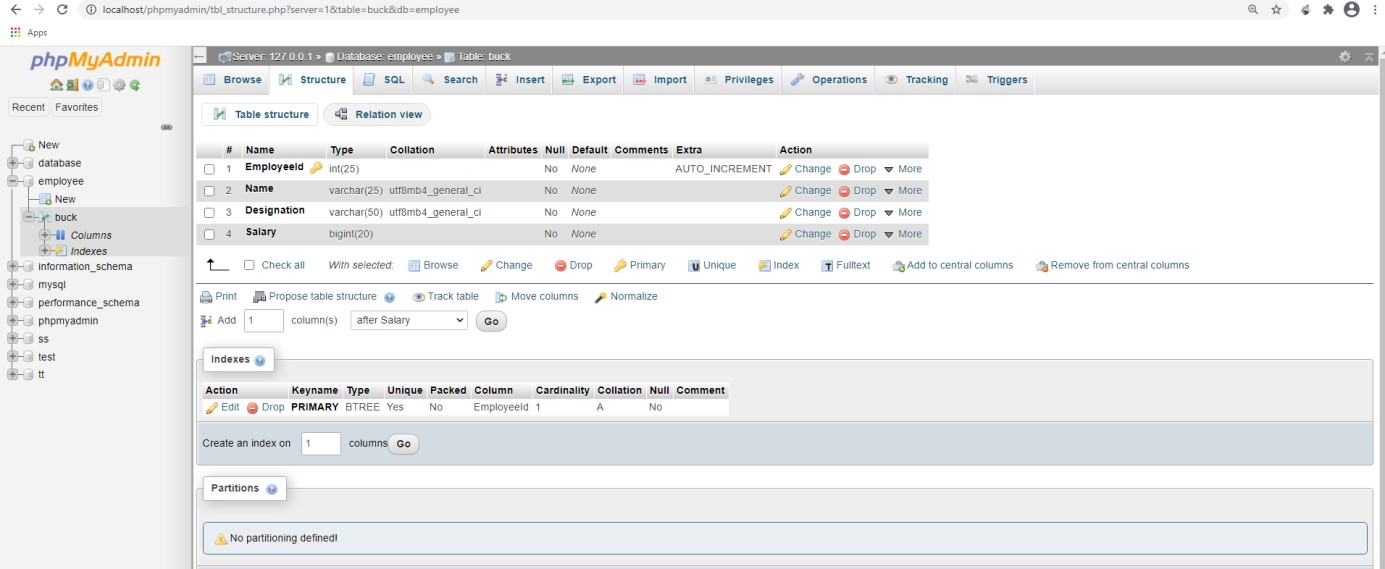 localhost/phpmyadmin/tbl_structure.php?server=1&table=buck&db=employee
Apps
phpMyAdmin
Recent Favorites
New
database
employee
New
buck
Columns
Indexes
information_schema
mysql
performance_schema
phpmyadmin
ss
test
tt
Server: 127.0.0.1 » Database: employee » Table: buck
Browse Structure SQL Search Insert Export Import Privileges Operations Tracking Triggers
Table structure Relation view
# Name Type Collation Attributes Null Default Comments Extra Action
1 EmployeeId int(25) No None AUTO_INCREMENT Change Drop More
2 Name varchar(25) utf8mb4_general_ci No None Change Drop More
3 Designation varchar(50) utf8mb4_general_ci No None Change Drop More
4 Salary bigint(20) No None Change Drop More
Check all With selected: Browse Change Drop Primary Unique Index Fulltext Add to central columns Remove from central columns
Print Propose table structure Track table Move columns Normalize
Add 1 column(s) after Salary Go
Indexes
Action Keyname Type Unique Packed Column Cardinality Collation Null Comment
Edit Drop PRIMARY BTREE Yes No EmployeeId 1 A No
Create an index on 1 columns Go
Partitions
No partitioning defined!